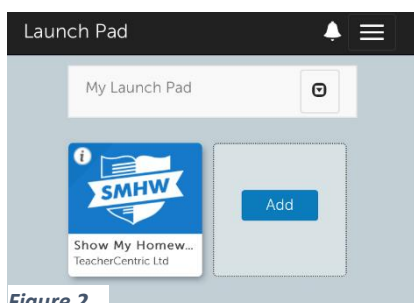 Launch Pad
My Launch Pad
i
SMHW
Add
Show My Homew...
TeacherCentric Ltd
Figure 2